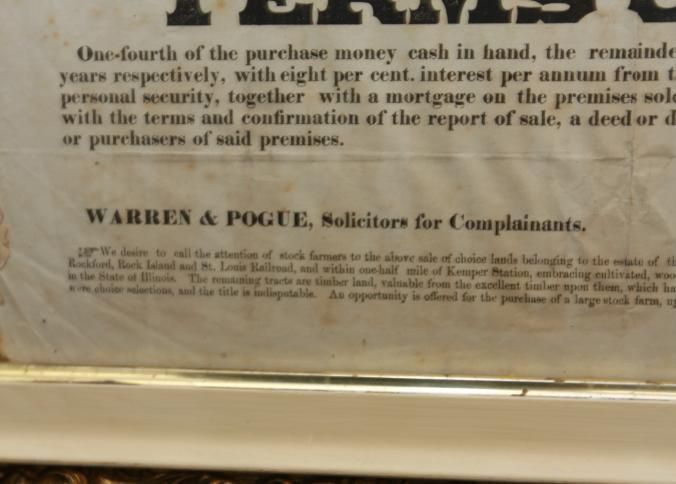 TERMS
One-fourth of the purchase money cash in hand, the
years respectively, with eight per cent. interest per annum from
personal security, together with a mortgage on the premises
with the terms and confirmation of the report of sale, a deed or
or purchasers of said premises.
WARREN & POGUE, Solicitors for Complainants.
☞ We desire to call the attention of stock farmers to the above sale of choice lands belonging to the estate of
Rockford, Rock Island and St. Louis Railroad, and within one-half mile of Kemper Station, embracing cultivated,
in the State of Illinois. The remaining tracts are timber land, valuable from the excellent timber upon them, which
were choice selections, and the title is indisputable. An opportunity is offered for the purchase of a large stock farm,